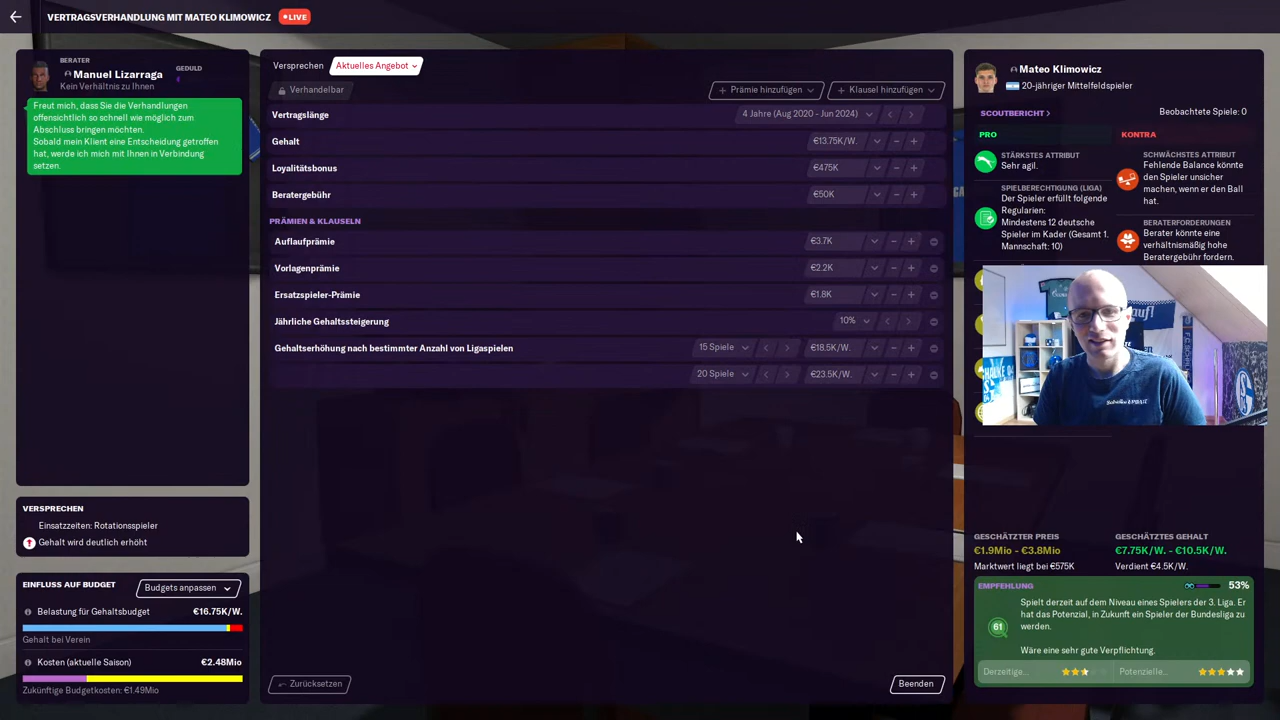 VERTRAGSVERHANDLUNG MIT MATEO KLIMOWICZ
LIVE
BERATER
Manuel Lizarraga
Kein Verhältnis zu Ihnen
GEDULD
Freut mich, dass Sie die Verhandlungen
offensichtlich so schnell wie möglich zum
Abschluss bringen möchten.
Sobald mein Klient eine Entscheidung getroffen
hat, werde ich mich mit Ihnen in Verbindung
setzen.
VERSPRECHEN
Einsatzzeiten: Rotationsspieler
Gehalt wird deutlich erhöht
EINFLUSS AUF BUDGET
Budgets anpassen
Belastung für Gehaltsbudget €16.75K/W.
Gehalt bei Verein
Kosten (aktuelle Saison) €2.48Mio
Zukünftige Budgetkosten: €1.49Mio
Versprechen Aktuelles Angebot
Verhandelbar
Prämie hinzufügen
Klausel hinzufügen
Vertragslänge 4 Jahre (Aug 2020 - Jun 2024)
Gehalt €13.75K/W.
Loyalitätsbonus €475K
Beratergebühr €50K
PRÄMIEN & KLAUSELN
Auflaufprämie €3.7K
Vorlagenprämie €2.2K
Ersatzspieler-Prämie €1.8K
Jährliche Gehaltssteigerung 10%
Gehaltserhöhung nach bestimmter Anzahl von Ligaspielen 15 Spiele €18.5K/W.
20 Spiele €23.5K/W.
Zurücksetzen
Beenden
Mateo Klimowicz
20-jähriger Mittelfeldspieler
SCOUTBERICHT
Beobachtete Spiele: 0
PRO
STÄRKSTES ATTRIBUT
Sehr agil.
SPIELBERECHTIGUNG (LIGA)
Der Spieler erfüllt folgende
Regularien:
Mindestens 12 deutsche
Spieler im Kader (Gesamt 1.
Mannschaft: 10)
KONTRA
SCHWÄCHSTES ATTRIBUT
Fehlende Balance könnte
den Spieler unsicher
machen, wenn er den Ball
hat.
BERATERFORDERUNGEN
Berater könnte eine
verhältnismäßig hohe
Beratergebühr fordern.
GESCHÄTZTER PREIS
€1.9Mio - €3.8Mio
Marktwert liegt bei €575K
GESCHÄTZTES GEHALT
€7.75K/W. - €10.5K/W.
Verdient €4.5K/W.
EMPFEHLUNG
53%
61
Spielt derzeit auf dem Niveau eines Spielers der 3. Liga. Er
hat das Potenzial, in Zukunft ein Spieler der Bundesliga zu
werden.
Wäre eine sehr gute Verpflichtung.
Derzeitige...
Potenzielle...